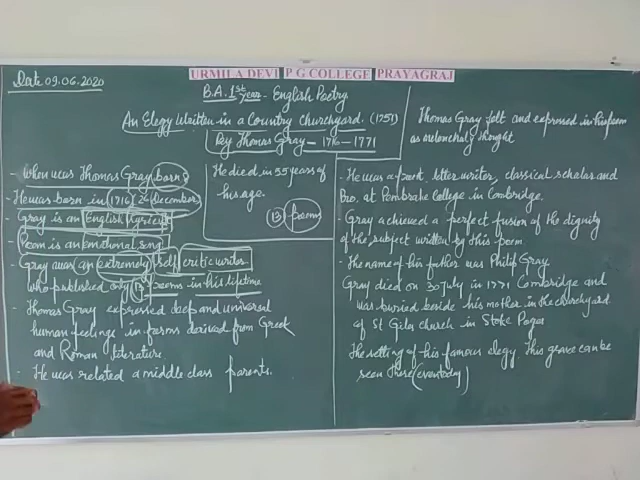 URMILA DEVI P G COLLEGE PRAYAGRAJ
Date 09.06.2020
B.A. 1st year - English Poetry
An Elegy Written in a Country Churchyard. (1751)
By Thomas Gray - 1716 - 1771
- When was Thomas Gray born
- He was born in 1716, 26 December
- Gray is an English lyricist
- Poem is an emotional song
- Gray was (an extremely) self critic writer
who published only 13 poems in his lifetime
- Thomas Gray expressed deep and universal
human feelings in forms derived from Greek
and Roman literature
- He was related a middle class parents.
He died in 55 years of
his age.
13 Poems
Thomas Gray felt and expressed in his poem
as melancholy thought
- He was a poet letter writer, classical scholar and
Pro. at Pembroke College in Cambridge.
- Gray achieved a perfect fusion of the dignity
of the subject written by this poem
- The name of his father was Philip Gray
Gray died on 30 July in 1771 Cambridge and
was buried beside his mother in the churchyard
of St Giles church in Stoke Poges
The setting of his famous elegy. This grave can be
seen there